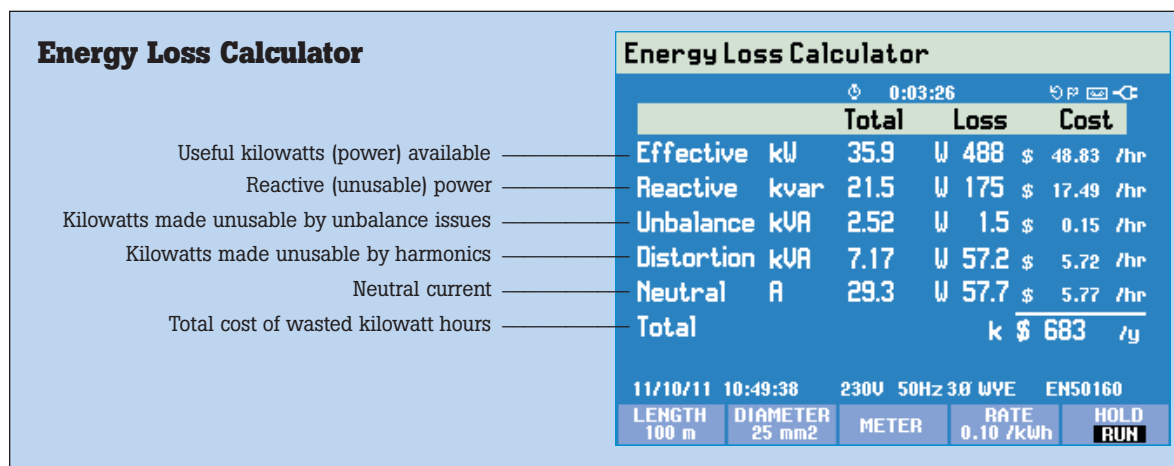 Energy Loss Calculator
Useful kilowatts (power) available
Reactive (unusable) power
Kilowatts made unusable by unbalance issues
Kilowatts made unusable by harmonics
Neutral current
Total cost of wasted kilowatt hours
Energy Loss Calculator
0:03:26
Total Loss Cost
Effective kW 35.9 W 488 $ 48.83 /hr
Reactive kvar 21.5 W 175 $ 17.49 /hr
Unbalance kVA 2.52 W 1.5 $ 0.15 /hr
Distortion kVA 7.17 W 57.2 $ 5.72 /hr
Neutral A 29.3 W 57.7 $ 5.77 /hr
Total k $ 683 /y
11/10/11 10:49:38 230V 50Hz 3Ø WYE EN50160
LENGTH DIAMETER METER RATE HOLD
100 m 25 mm2 0.10 /kWh RUN